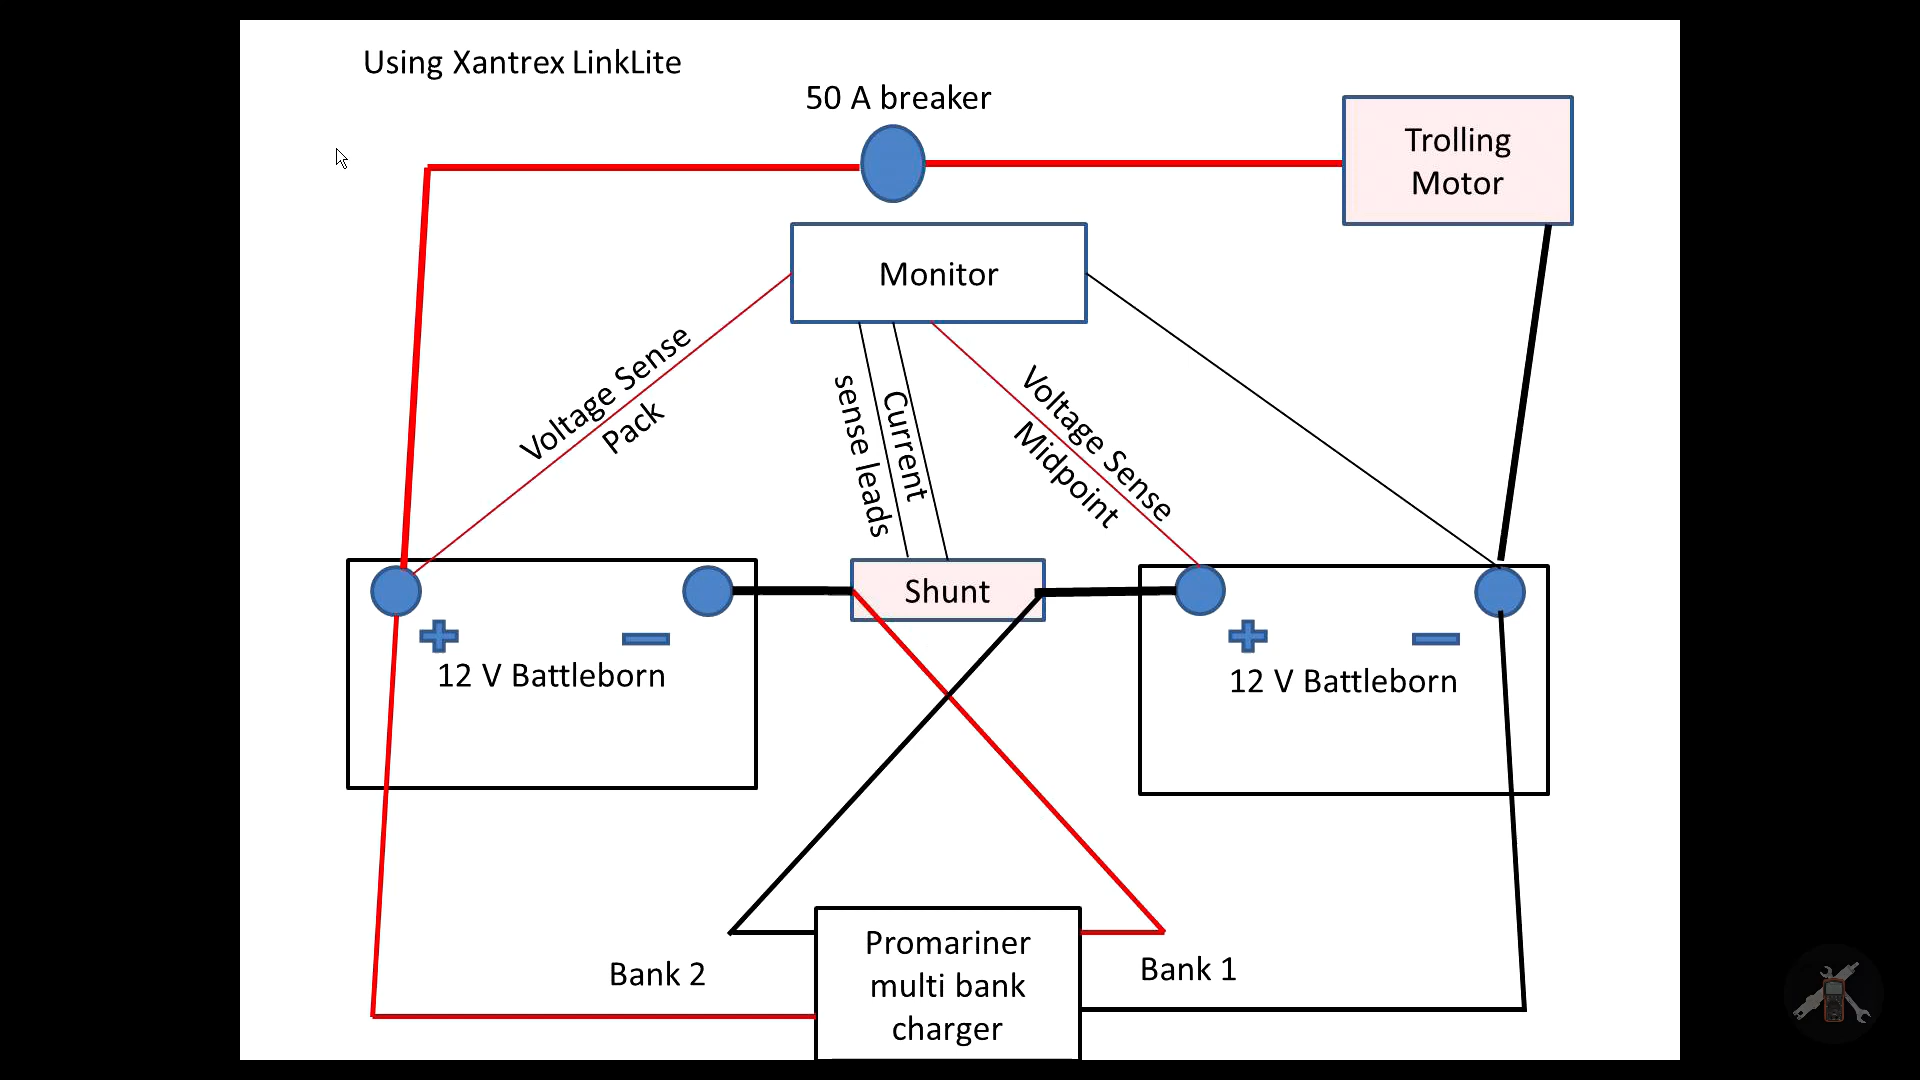 Using Xantrex LinkLite
50 A breaker
Trolling
Motor
Monitor
Voltage Sense
Pack
Current
sense leads
Voltage Sense
Midpoint
Shunt
12 V Battleborn
12 V Battleborn
Promariner
multi bank
charger
Bank 2
Bank 1